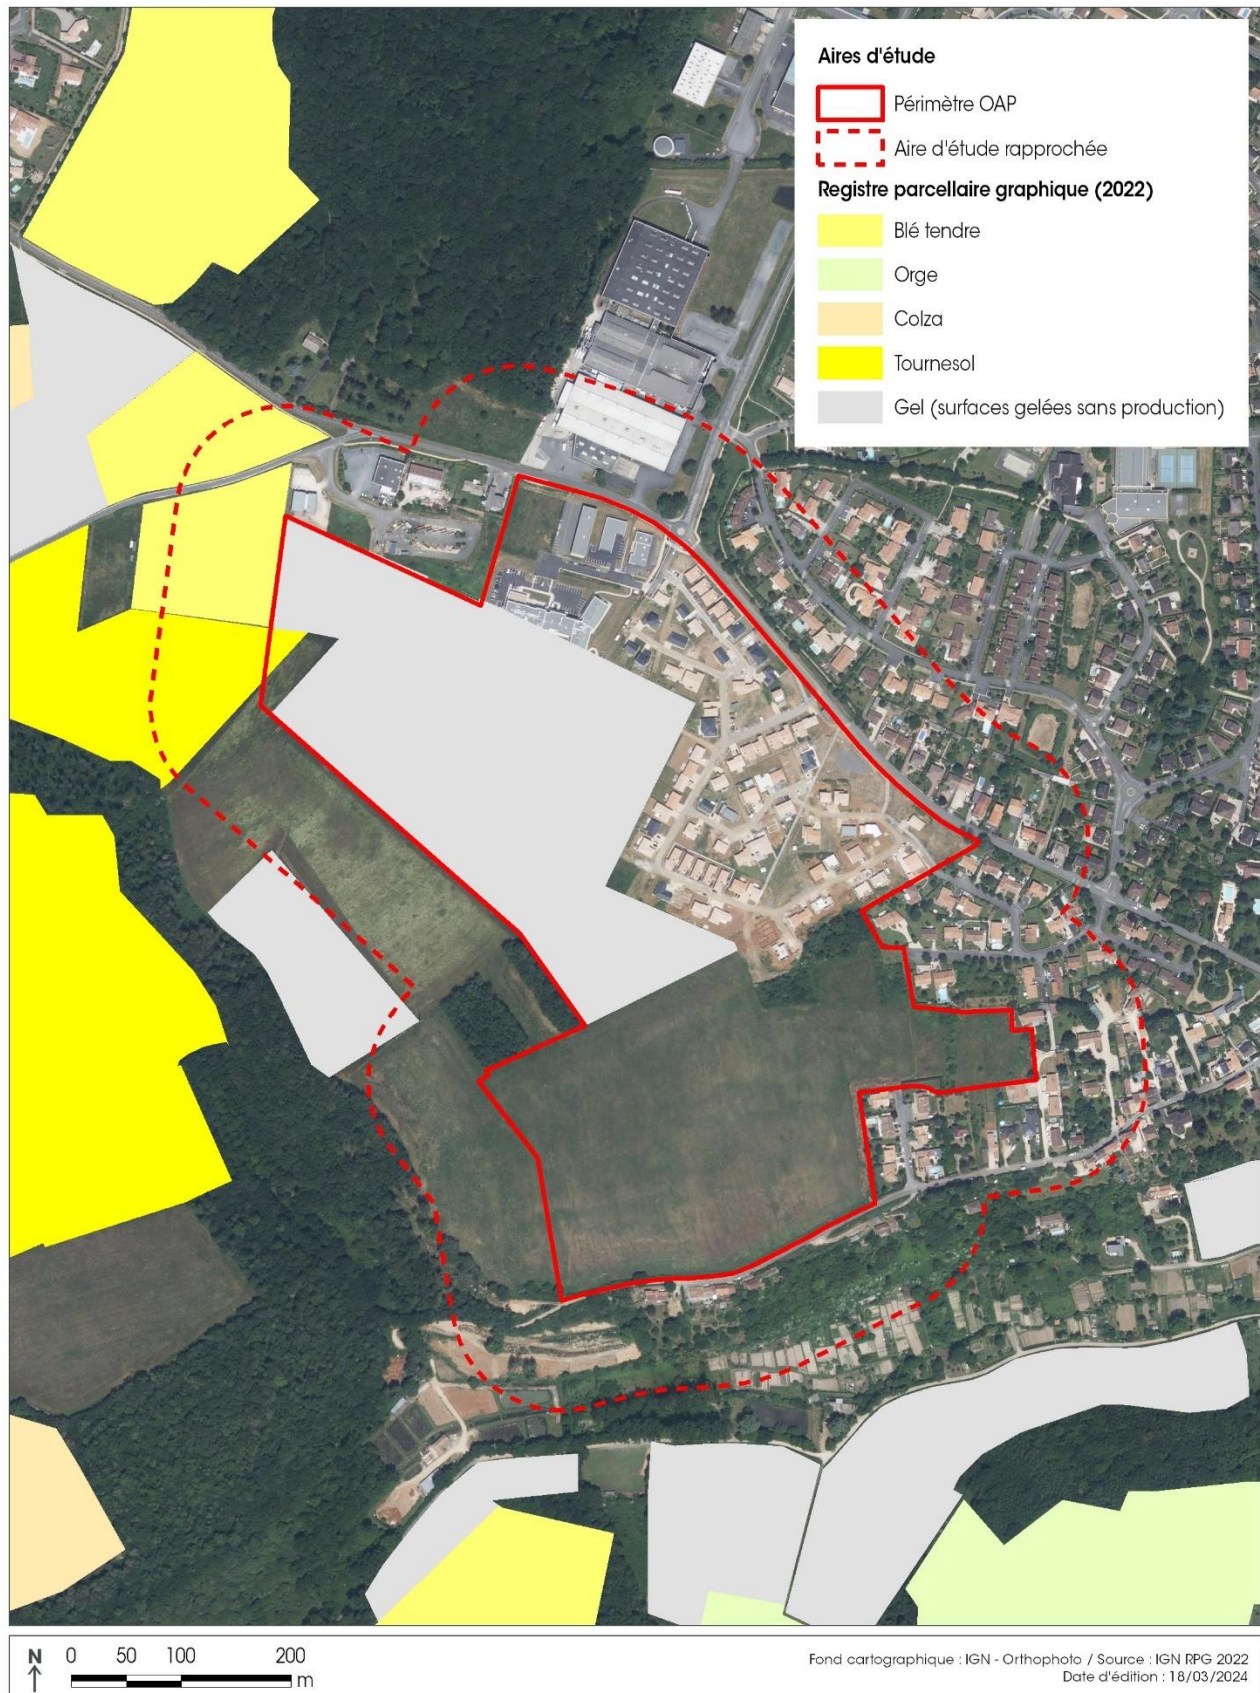 Aires d'étude
Périmètre OAP
Aire d'étude rapprochée
Registre parcellaire graphique (2022)
Blé tendre
Orge
Colza
Tournesol
Gel (surfaces gelées sans production)
N
0 50 100 200
m
Fond cartographique : IGN - Orthophoto / Source : IGN RPG 2022
Date d'édition : 18/03/2024